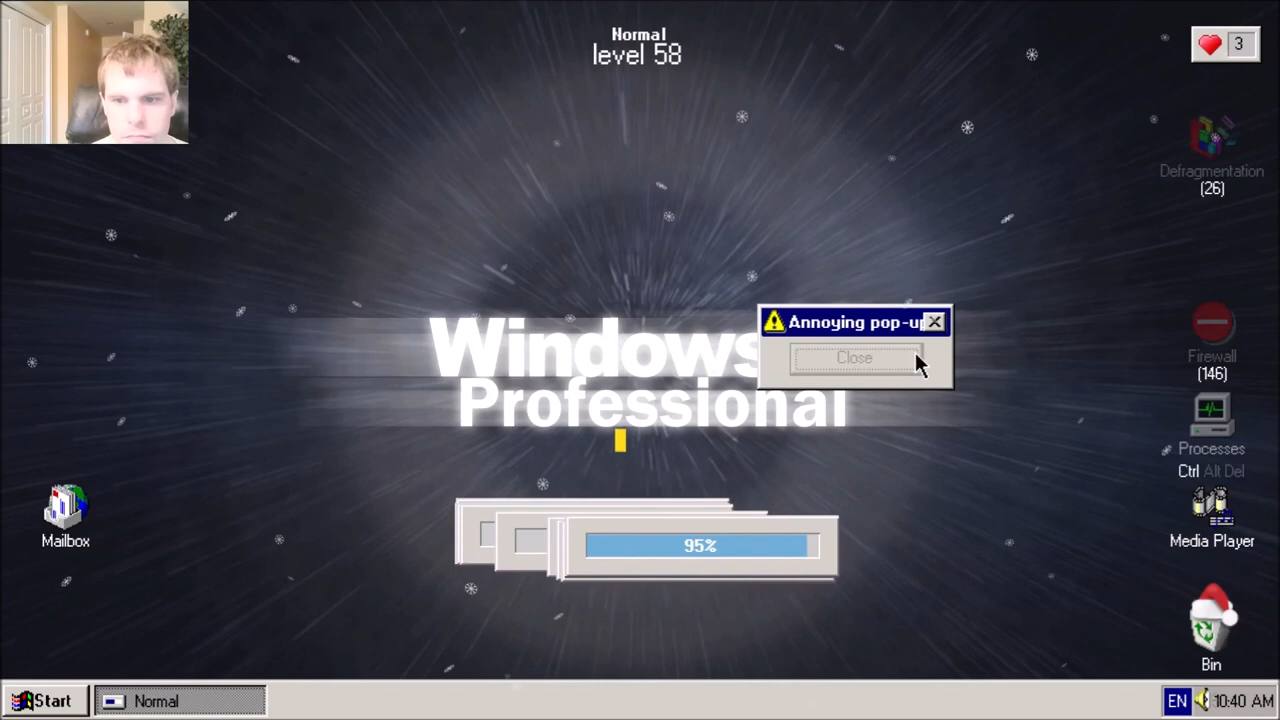 Normal
level 58
3
Defragmentation
(26)
Annoying pop-up
Close
Windows
Professional
Firewall
(146)
Processes
Ctrl Alt Del
Mailbox
Media Player
95%
Bin
Start
Normal
EN
10:40 AM